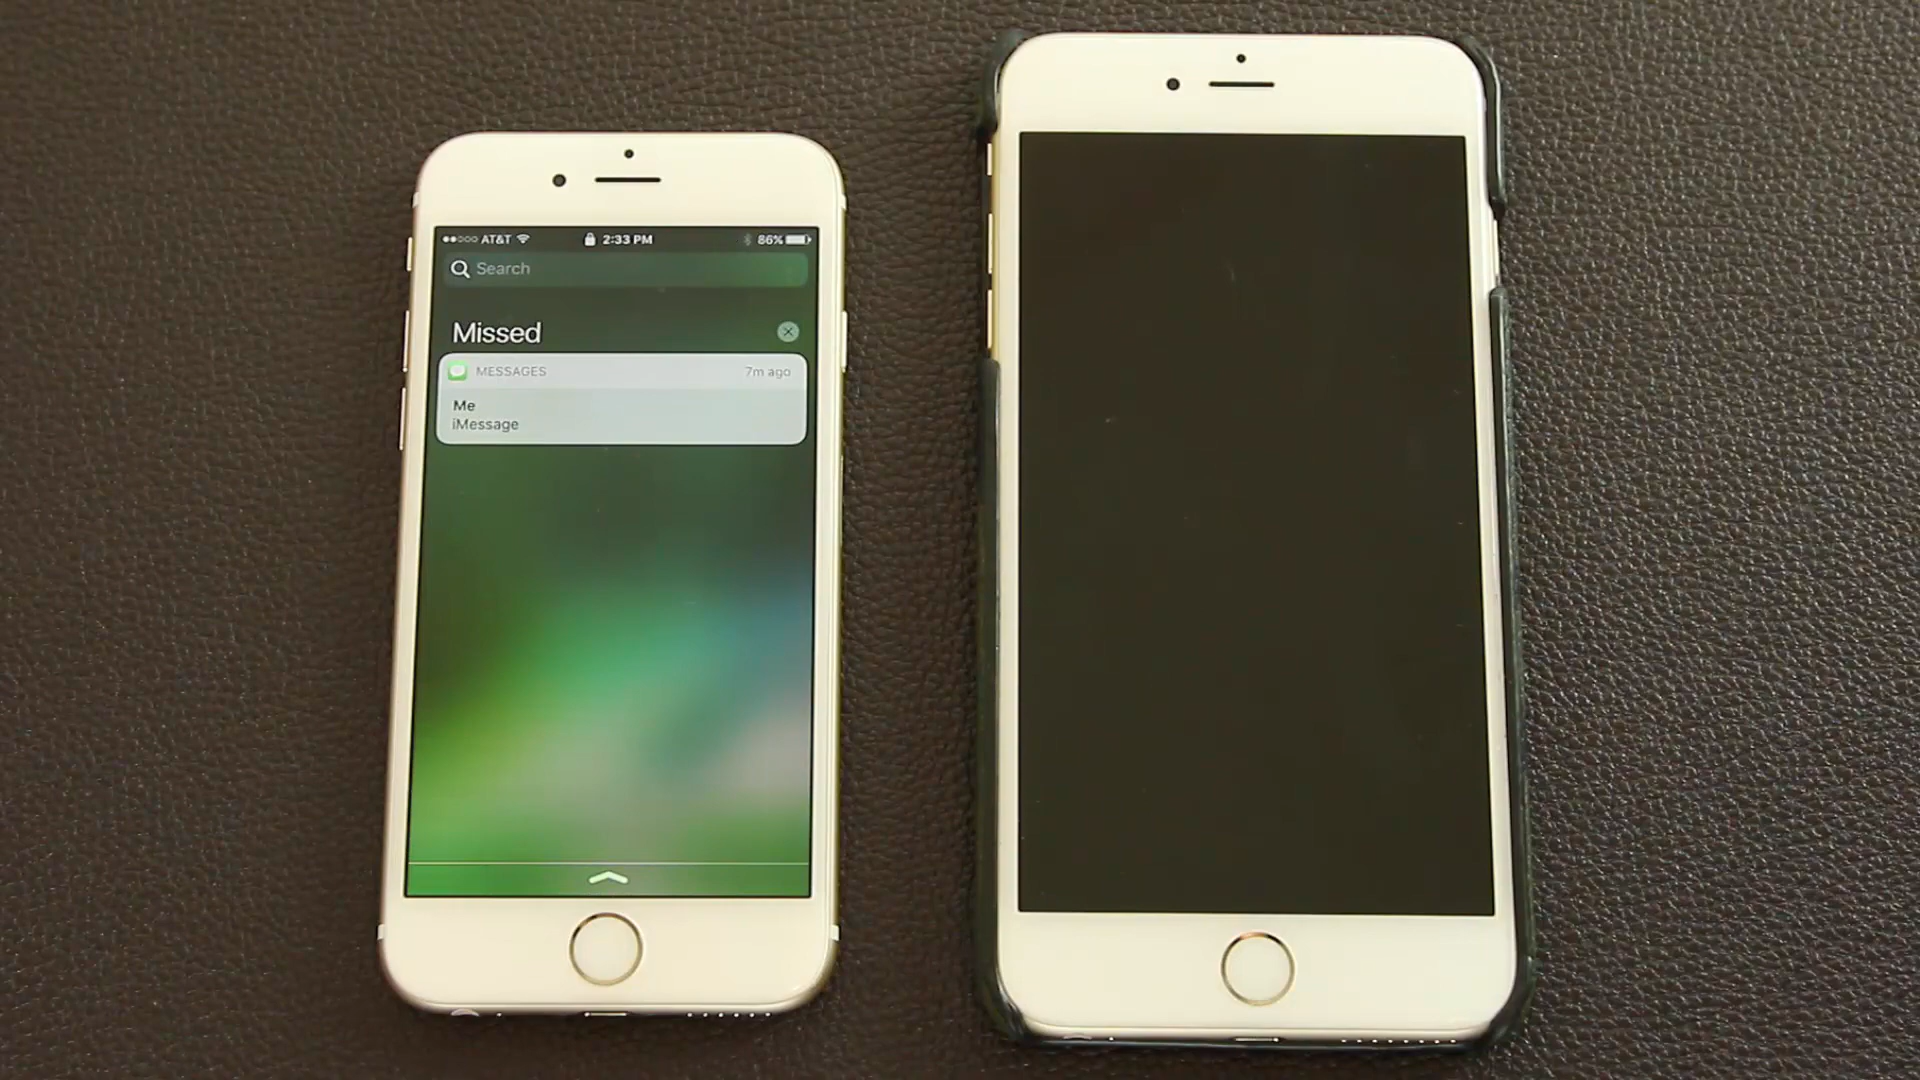 AT&T 2:33 PM 86%
Search
Missed
MESSAGES 7m ago
Me
iMessage